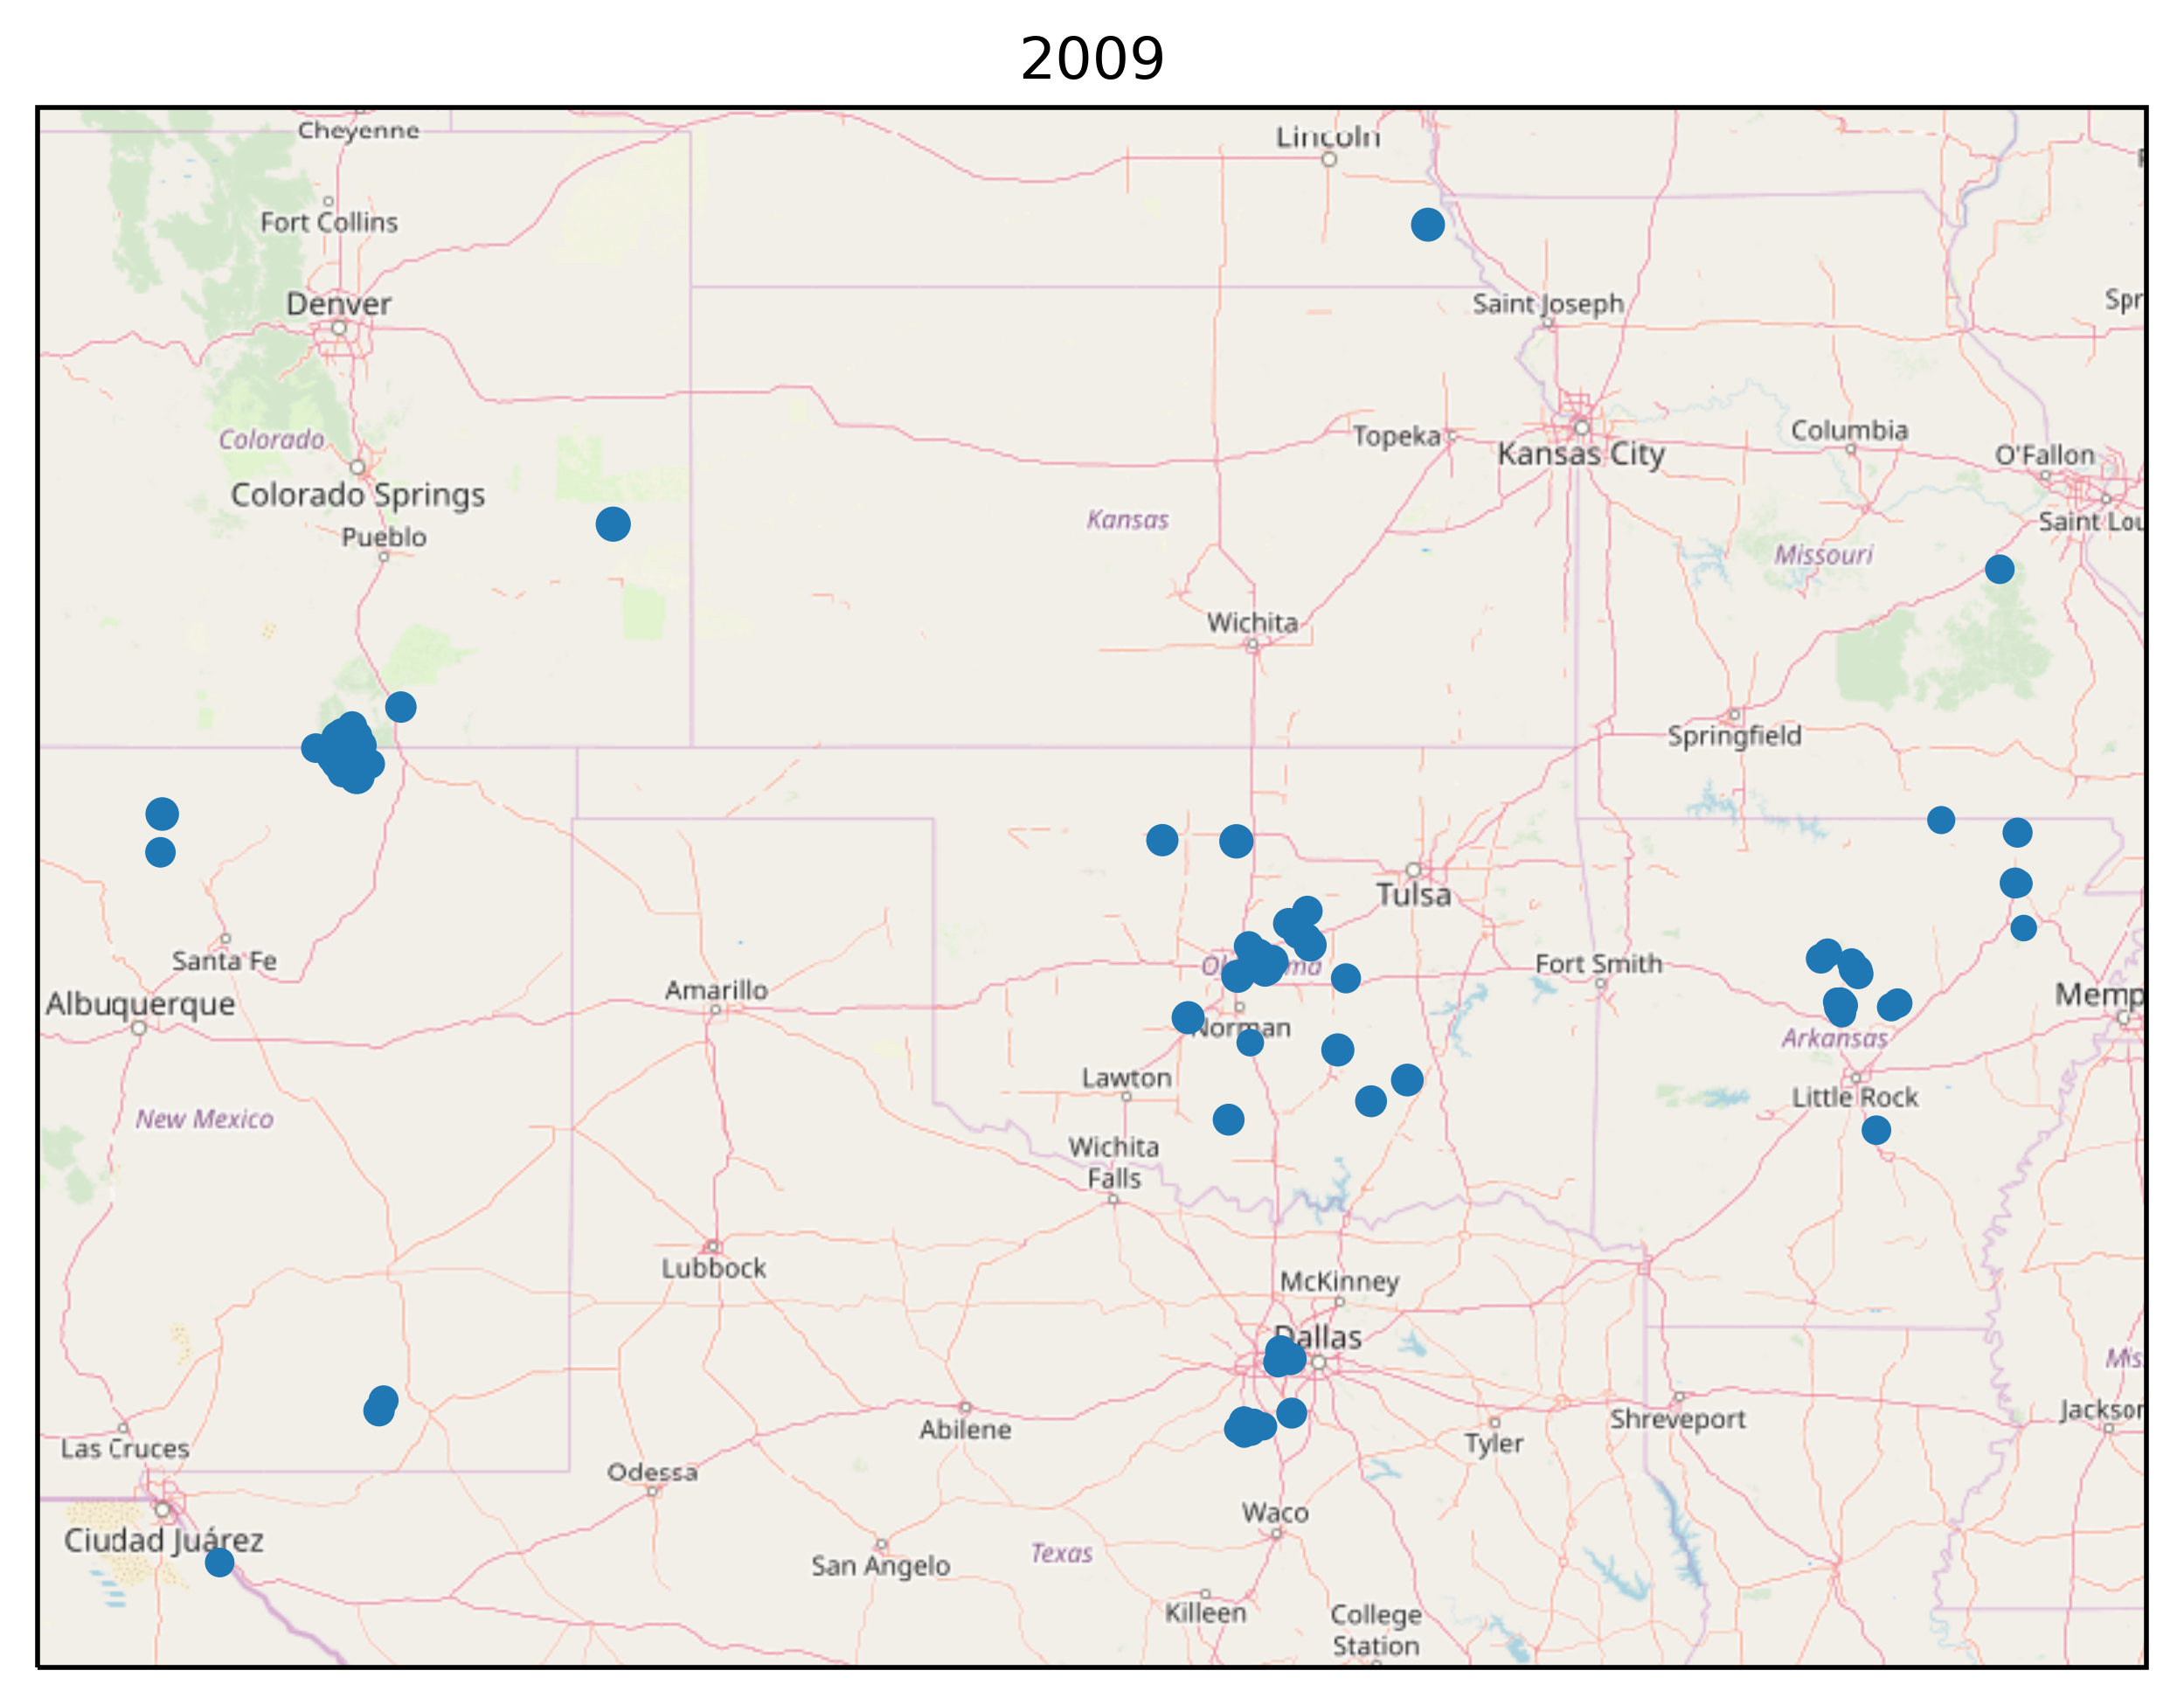 2009
Cheyenne
Lincoln
Fort Collins
Denver
Saint Joseph
Spr
Colorado
Topeka
Kansas City
Columbia
O'Fallon
Colorado Springs
Kansas
Saint Lou
Pueblo
Missouri
Wichita
Springfield
Tulsa
Santa Fe
Fort Smith
Albuquerque
Amarillo
Memp
Norman
Arkansas
Lawton
Little Rock
New Mexico
Wichita
Falls
Lubbock
McKinney
Dallas
Mis
Abilene
Shreveport
Jackson
Las Cruces
Tyler
Odessa
Waco
Ciudad Juárez
San Angelo
Texas
Killeen
College
Station